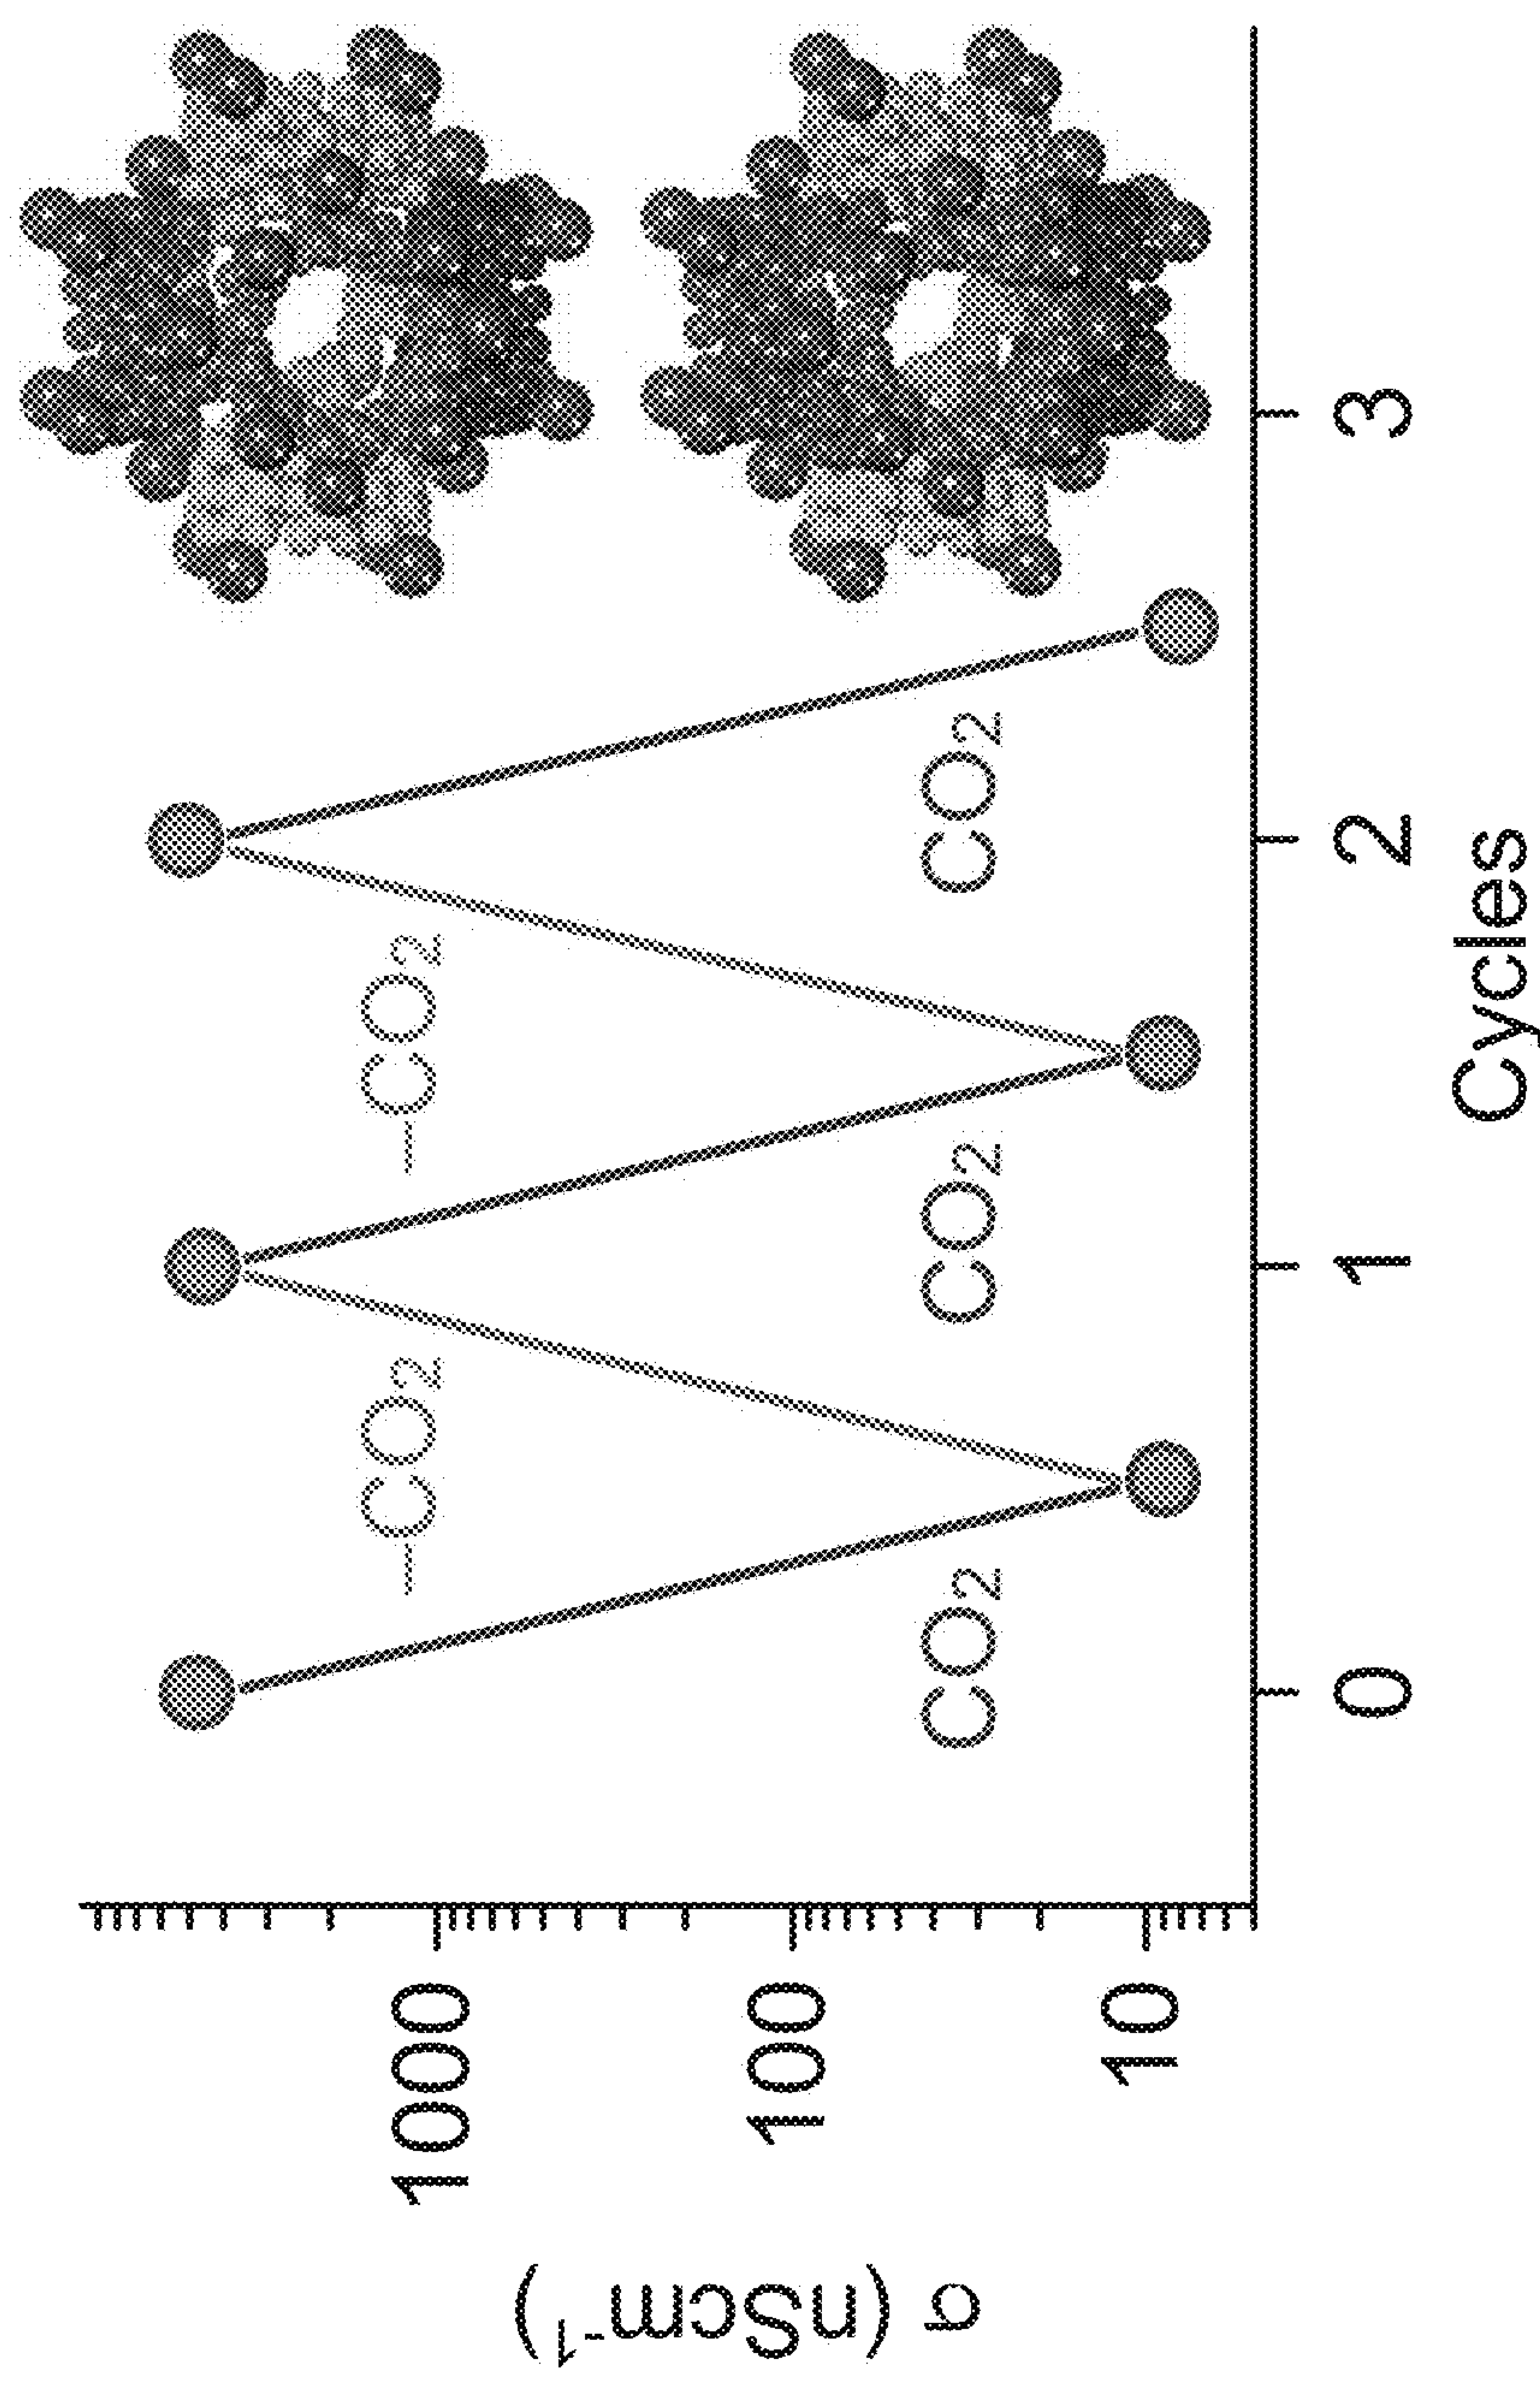 σ (nScm⁻¹)
1000
100
10
–CO₂
–CO₂
CO₂
CO₂
CO₂
0
1
2
3
Cycles